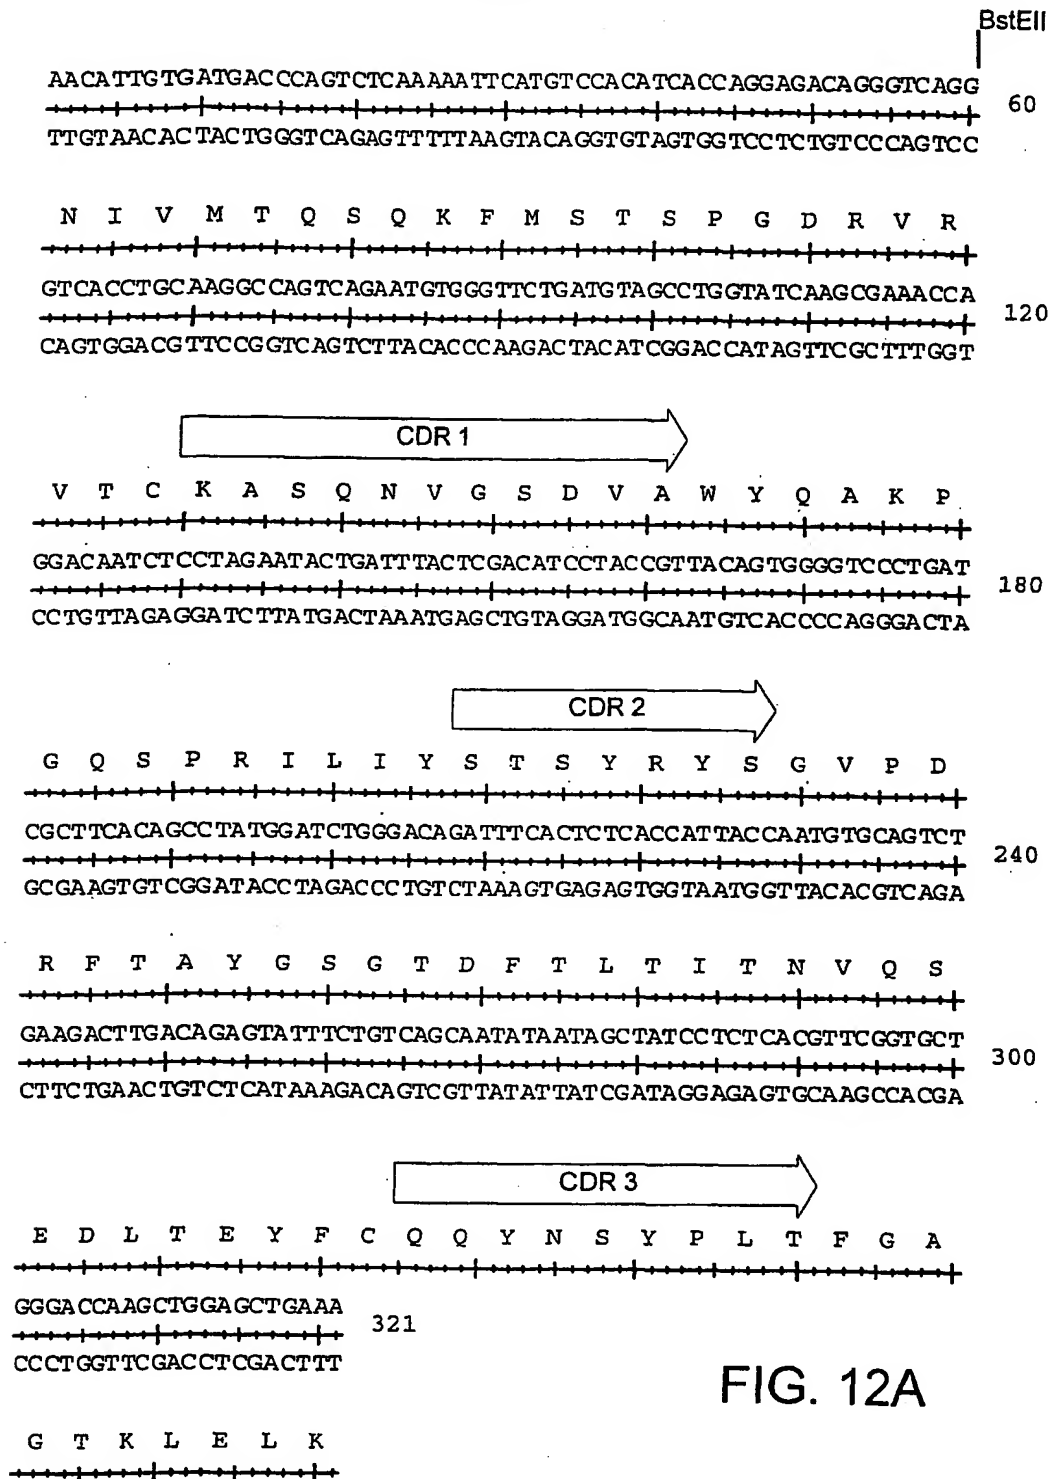 BstEII
AACATTGTGATGACCCAGTCTCAAAAATTCATGTCCACATCACCAGGAGACAGGGTCAGG
60
TTGTAACACTACTGGGTCAGAGTTTTTAAGTACAGGTGTAGTGGTCCTCTGTCCCAGTCC
N I V M T Q S Q K F M S T S P G D R V R
GTCACCTGCAAGGCCAGTCAGAATGTGGGTTCTGATGTAGCCTGGTATCAAGCGAAACCA
120
CAGTGGACGTTCCGGTCAGTCTTACACCCAAGACTACATCGGACCATAGTTCGCTTTGGT
CDR 1
V T C K A S Q N V G S D V A W Y Q A K P
GGACAATCTCCTAGAATACTGATTTACTCGACATCCTACCGTTACAGTGGGGTCCCTGAT
180
CCTGTTAGAGGATCTTATGACTAAATGAGCTGTAGGATGGCAATGTCACCCCAGGGACTA
CDR 2
G Q S P R I L I Y S T S Y R Y S G V P D
CGCTTCACAGCCTATGGATCTGGGACAGATTTCACTCTCACCATTACCAATGTGCAGTCT
240
GCGAAGTGTCGGATACCTAGACCCTGTCTAAAGTGAGAGTGGTAATGGTTACACGTCAGA
R F T A Y G S G T D F T L T I T N V Q S
GAAGACTTGACAGAGTATTTCTGTCAGCAATATAATAGCTATCCTCTCACGTTCGGTGCT
300
CTTCTGAACTGTCTCATAAAGACAGTCGTTATATTATCGATAGGAGAGTGCAAGCCACGA
CDR 3
E D L T E Y F C Q Q Y N S Y P L T F G A
GGGACCAAGCTGGAGCTGAAA
321
CCCTGGTTCGACCTCGACTTT
FIG. 12A
G T K L E L K